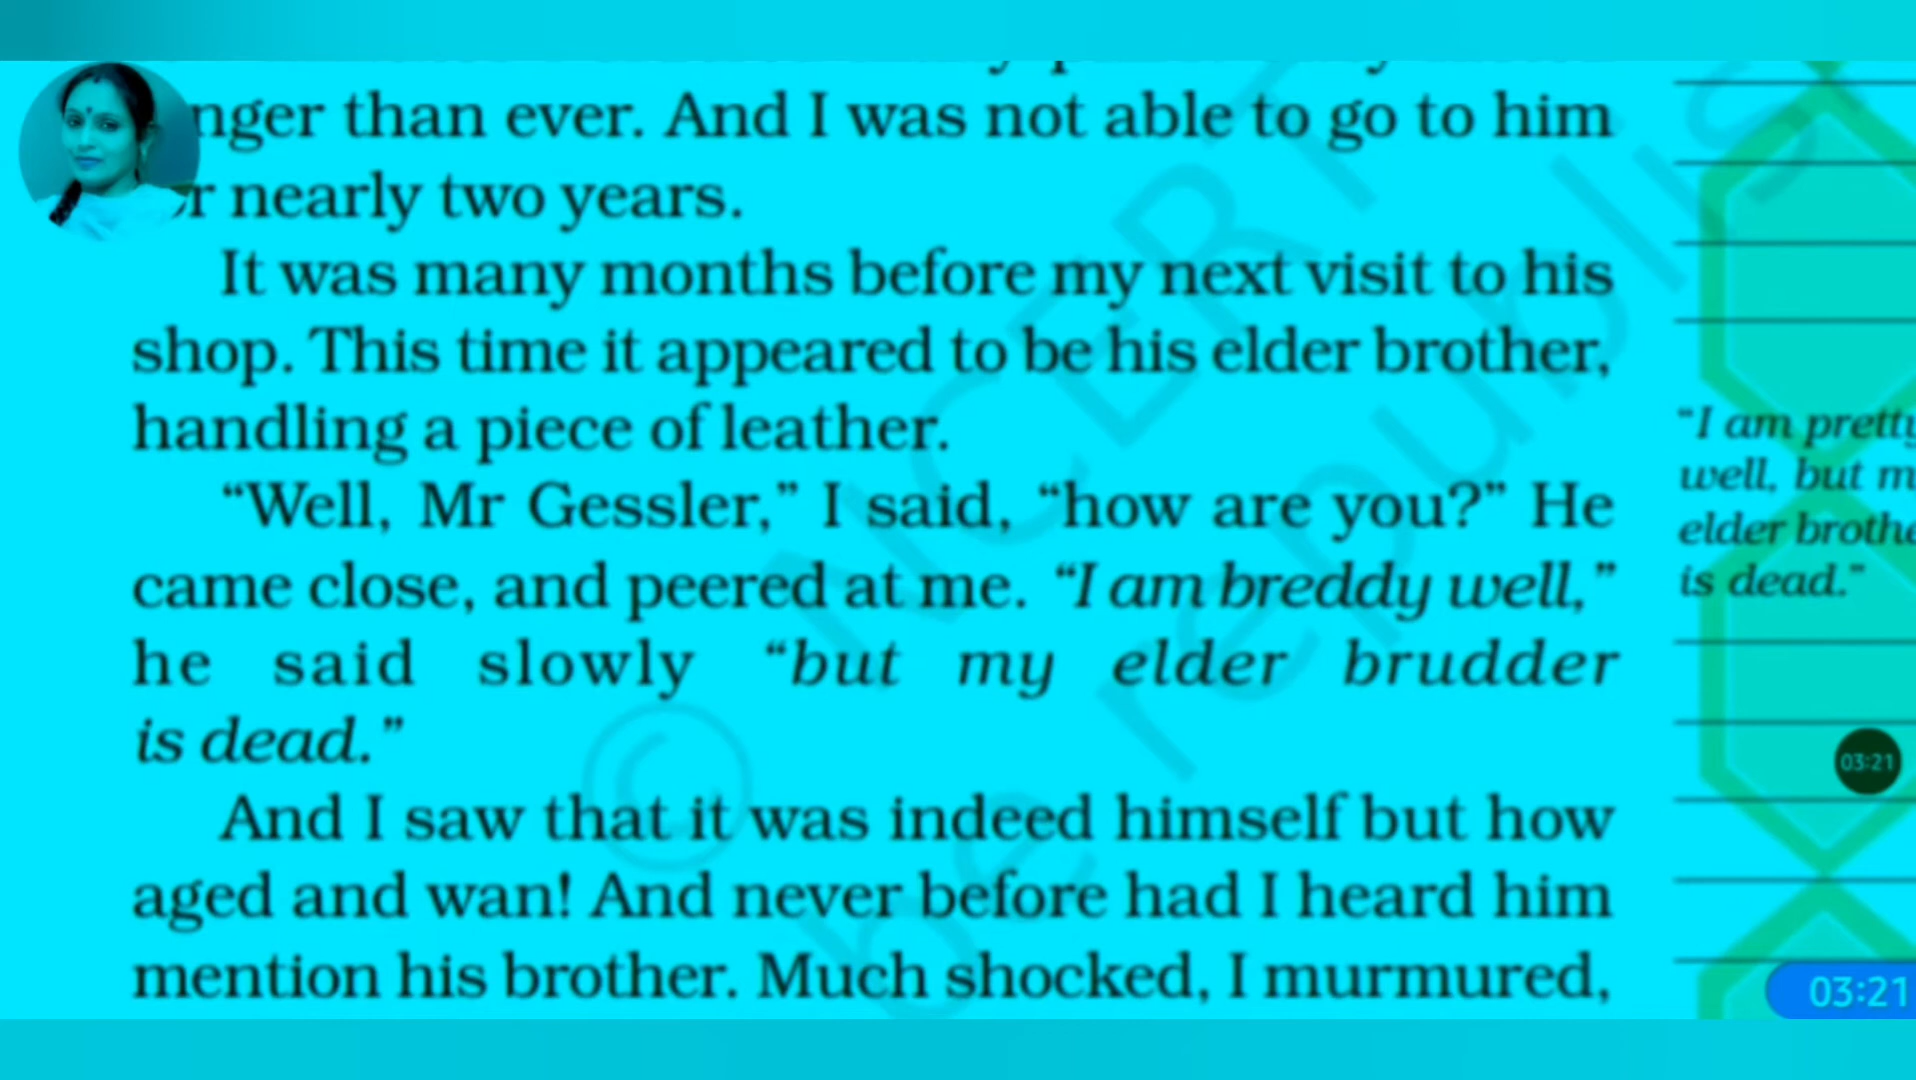 nger than ever. And I was not able to go to him
r nearly two years.
It was many months before my next visit to his
shop. This time it appeared to be his elder brother,
handling a piece of leather.
“Well, Mr Gessler,” I said, “how are you?” He
came close, and peered at me. “I am breddy well,”
he said slowly “but my elder brudder
is dead.”
And I saw that it was indeed himself but how
aged and wan! And never before had I heard him
mention his brother. Much shocked, I murmured,
“I am pretty
well, but m
elder brothe
is dead.”
03:21
03:21
© NCERT
be republis